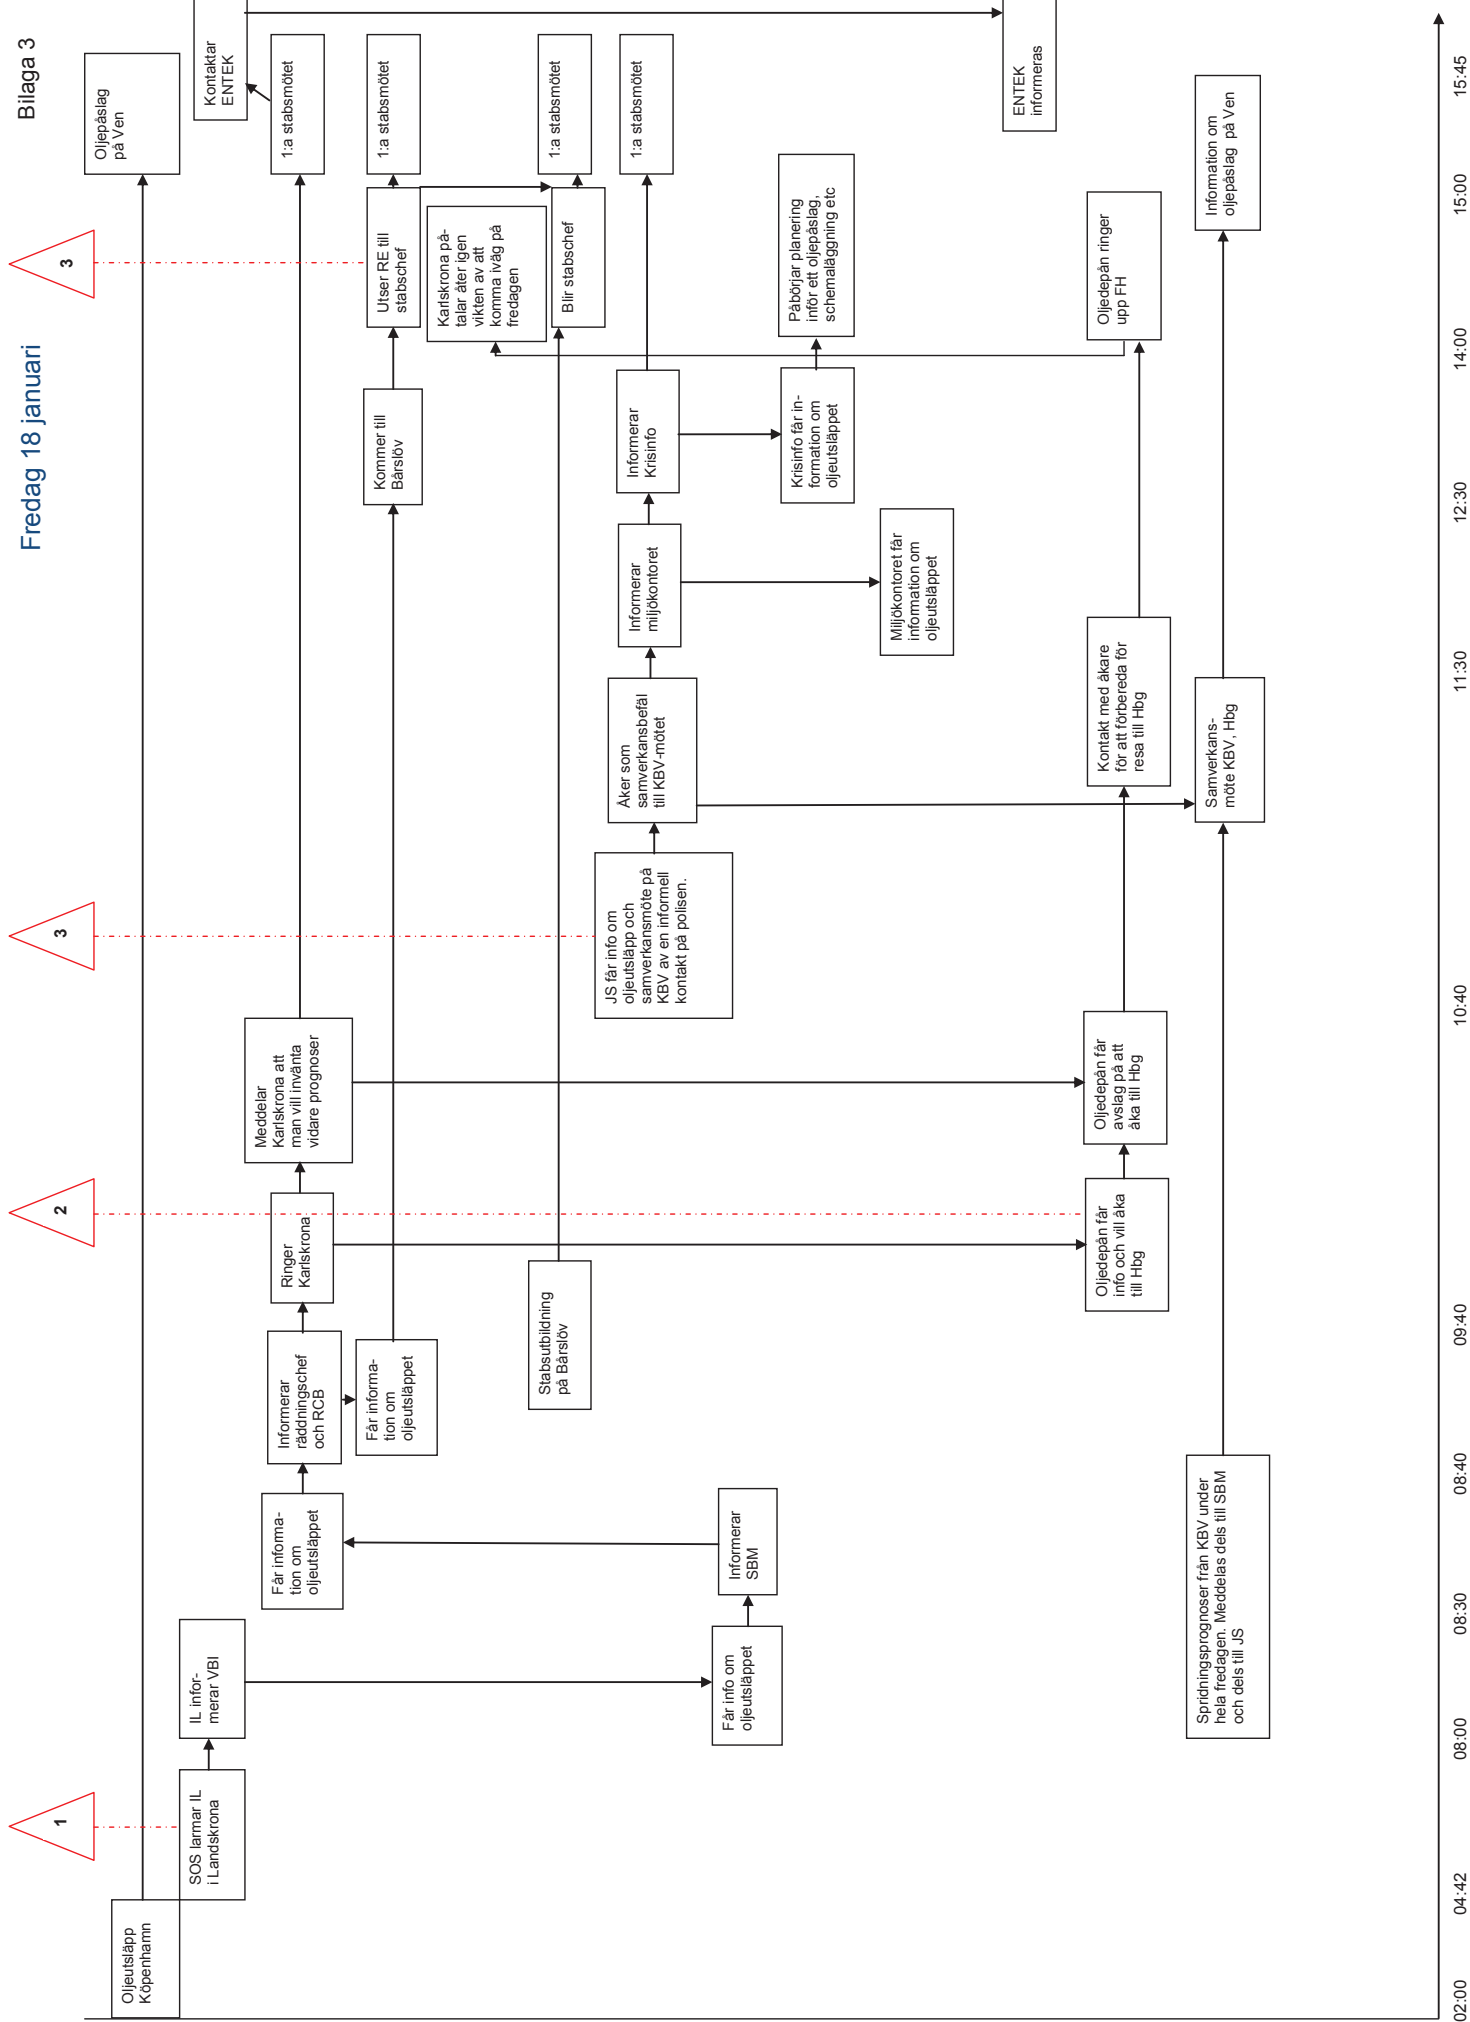 Bilaga 3
Fredag 18 januari
1
2
3
3
Oljeutsläpp
Köpenhamn
Oljepåslag
på Ven
SOS larmar IL
i Landskrona
IL infor-
merar VBI
Kontaktar
ENTEK
Får informa-
tion om
oljeutsläppet
Informerar
räddningschef
och RCB
Ringer
Karlskrona
Meddelar
Karlskrona att
man vill invänta
vidare prognoser
1:a stabsmötet
Får informa-
tion om
oljeutsläppet
Kommer till
Bårslöv
Utser RE till
stabschef
1:a stabsmötet
Karlskrona på-
talar åter igen
vikten av att
komma iväg på
fredagen
Stabsutbildning
på Bårslöv
Blir stabschef
1:a stabsmötet
JS får info om
oljeutsläpp och
samverkansmöte på
KBV av en informell
kontakt på polisen.
Åker som
samverkansbefäl
till KBV-mötet
Informerar
miljökontoret
Informerar
Krisinfo
1:a stabsmötet
Får info om
oljeutsläppet
Informerar
SBM
Krisinfo får in-
formation om
oljeutsläppet
Påbörjar planering
inför ett oljepåslag,
schemaläggning etc
Miljökontoret får
information om
oljeutsläppet
ENTEK
informeras
Oljedepån får
info och vill åka
till Hbg
Oljedepån får
avslag på att
åka till Hbg
Kontakt med åkare
för att förbereda för
resa till Hbg
Oljedepån ringer
upp FH
Spridningsprognoser från KBV under
hela fredagen. Meddelas dels till SBM
och dels till JS
Samverkans-
möte KBV, Hbg
Information om
oljepåslag på Ven
02:00
04:42
08:00
08:30
08:40
09:40
10:40
11:30
12:30
14:00
15:00
15:45